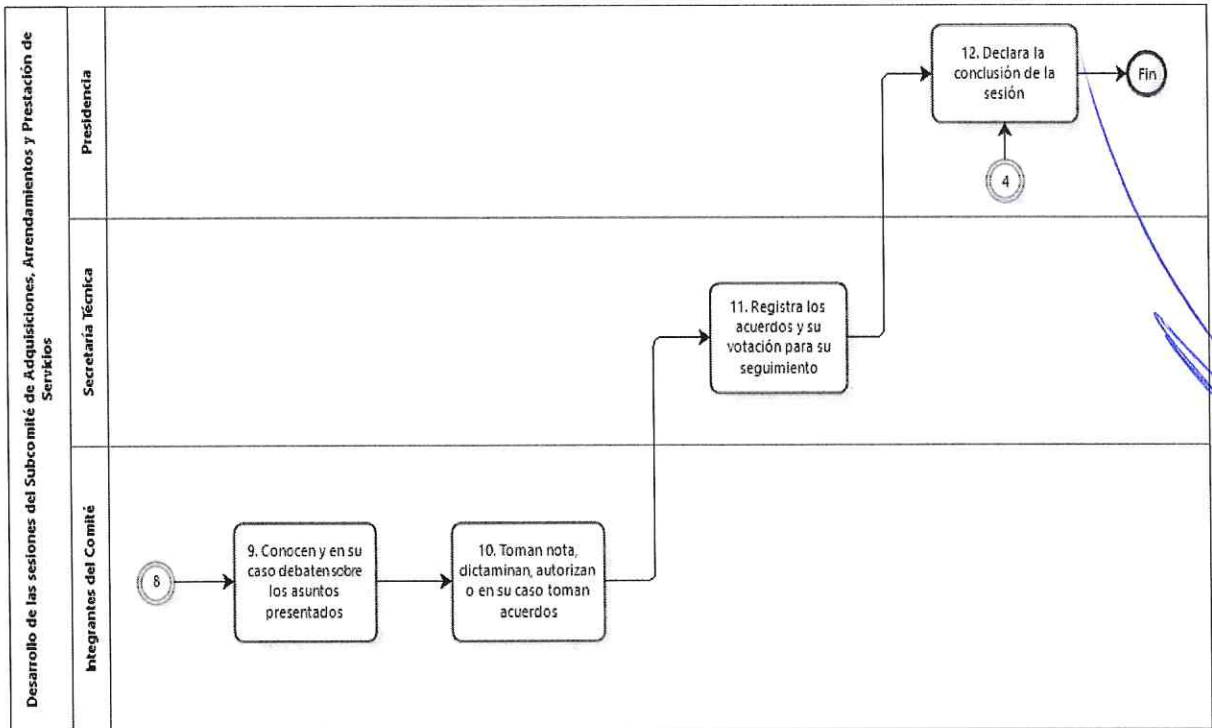 Desarrollo de las sesiones del Subcomité de Adquisiciones, Arrendamientos y Prestación de
Servicios
Presidencia
12. Declara la
conclusión de la
sesión
Fin
4
Secretaría Técnica
11. Registra los
acuerdos y su
votación para su
seguimiento
Integrantes del Comité
8
9. Conocen y en su
caso debaten sobre
los asuntos
presentados
10. Toman nota,
dictaminan, autorizan
o en su caso toman
acuerdos